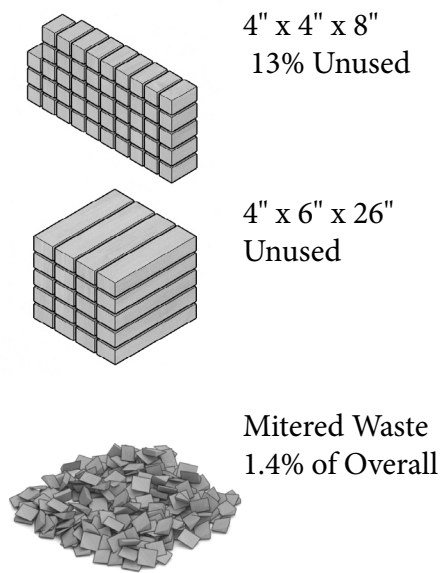 4" x 4" x 8"
13% Unused
4" x 6" x 26"
Unused
Mitered Waste
1.4% of Overall